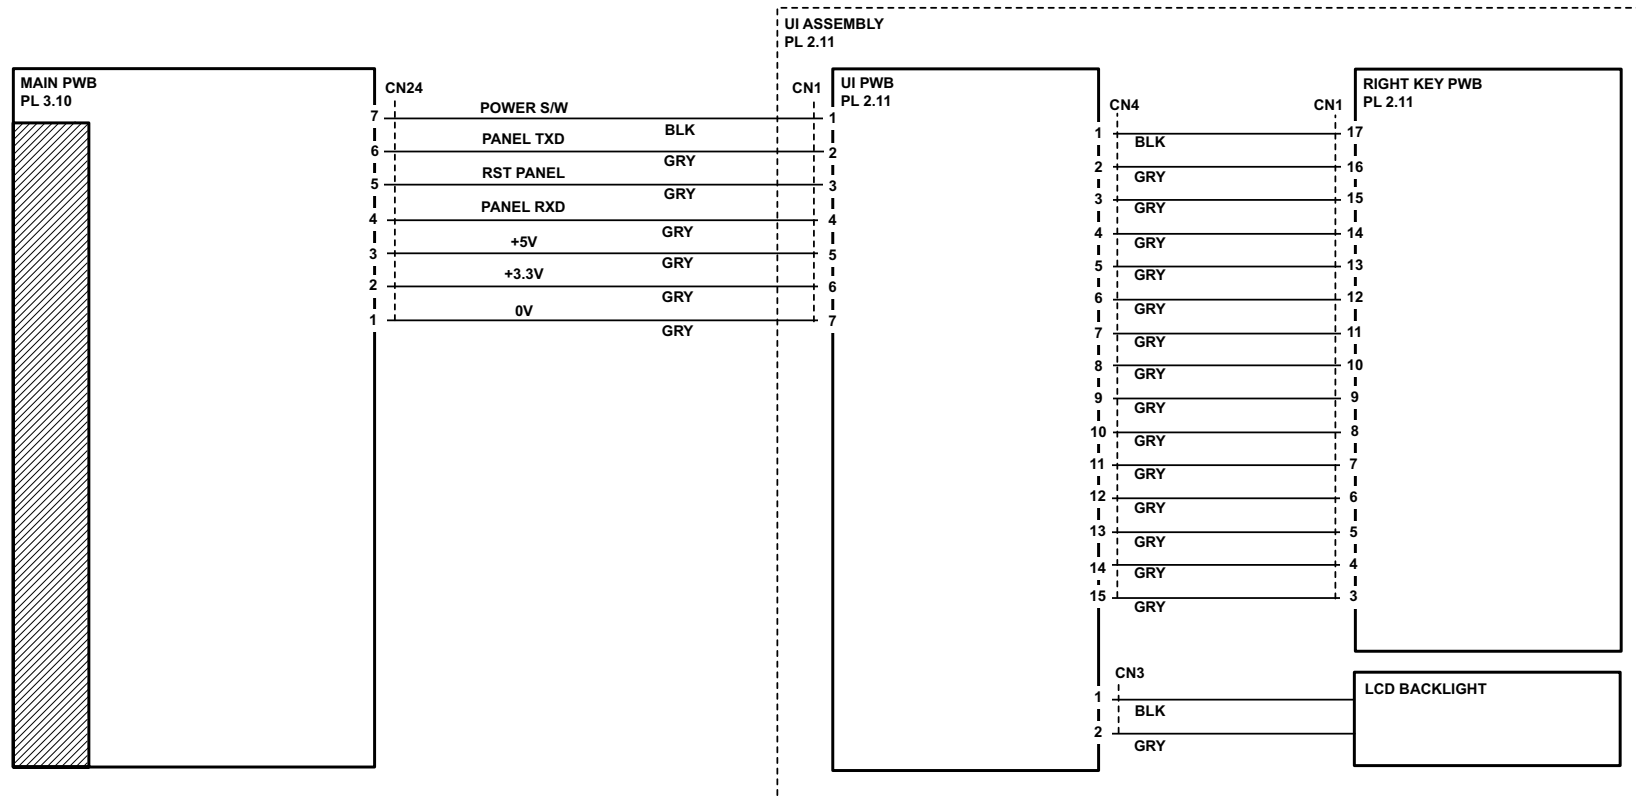 UI ASSEMBLY
PL 2.11
MAIN PWB
PL 3.10
CN24
CN1
UI PWB
PL 2.11
CN4
CN1
RIGHT KEY PWB
PL 2.11
7 POWER S/W BLK 1
6 PANEL TXD GRY 2
5 RST PANEL GRY 3
4 PANEL RXD GRY 4
3 +5V GRY 5
2 +3.3V GRY 6
1 0V GRY 7
1 BLK 17
2 GRY 16
3 GRY 15
4 GRY 14
5 GRY 13
6 GRY 12
7 GRY 11
8 GRY 10
9 GRY 9
10 GRY 8
11 GRY 7
12 GRY 6
13 GRY 5
14 GRY 4
15 GRY 3
CN3
LCD BACKLIGHT
1 BLK
2 GRY